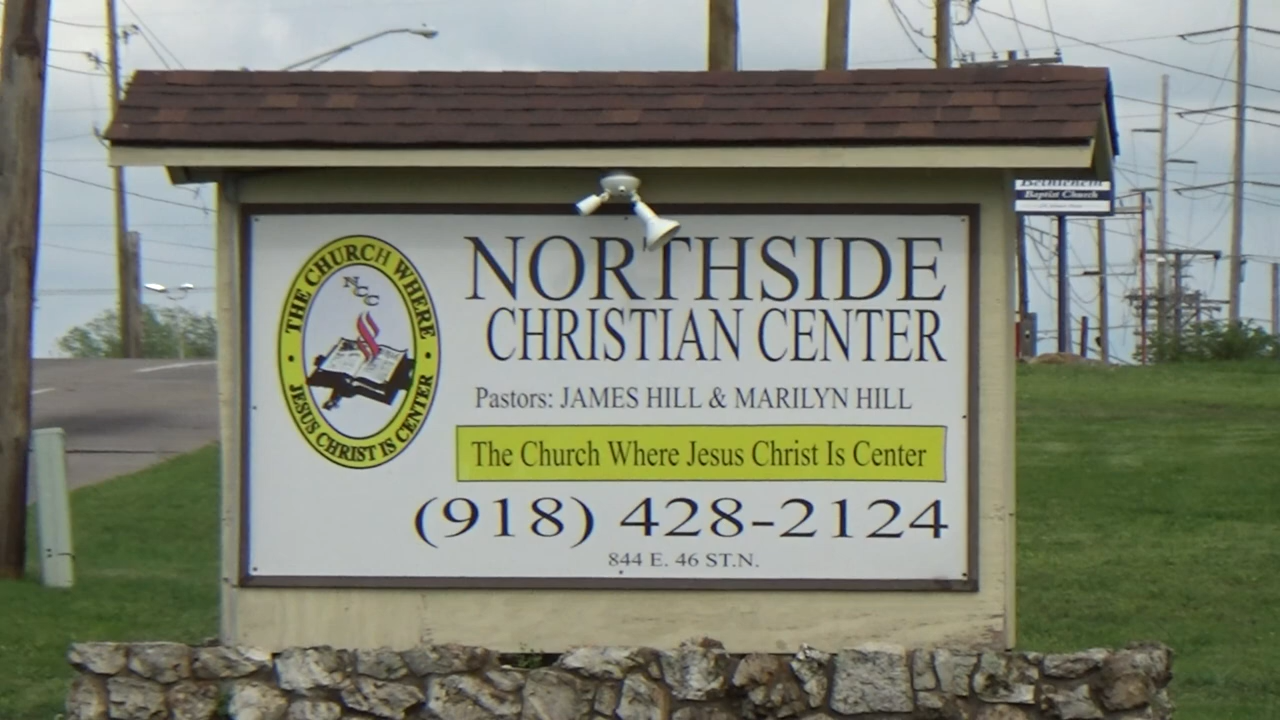 THE CHURCH WHERE
JESUS CHRIST IS CENTER
NCC
NORTHSIDE
CHRISTIAN CENTER
Pastors: JAMES HILL & MARILYN HILL
The Church Where Jesus Christ Is Center
(918) 428-2124
844 E. 46 ST.N.
Bethlehem
Baptist Church